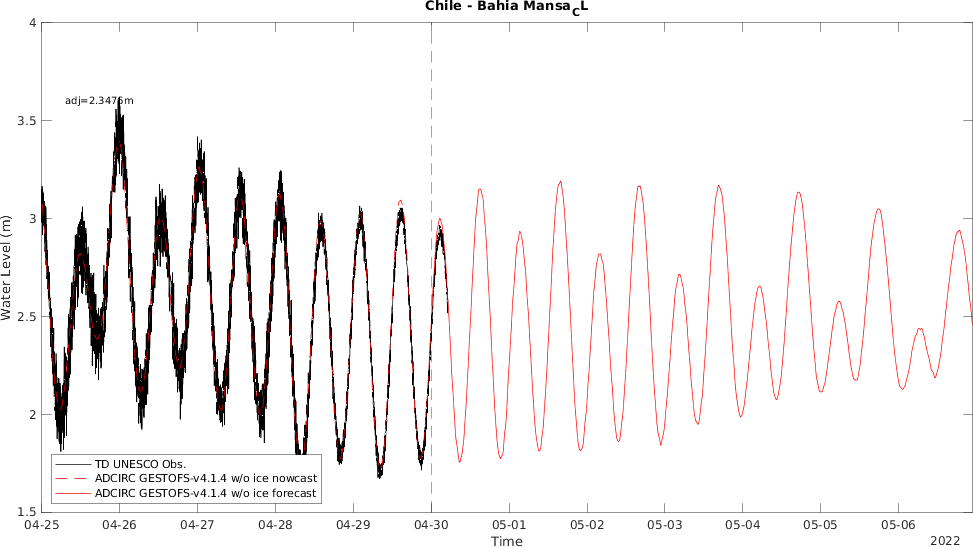 Chile - Bahia MansaCL
4
3.5
3
2.5
2
1.5
Water Level (m)
adj=2.3475m
TD UNESCO Obs.
ADCIRC GESTOFS-v4.1.4 w/o ice nowcast
ADCIRC GESTOFS-v4.1.4 w/o ice forecast
04-25 04-26 04-27 04-28 04-29 04-30 05-01 05-02 05-03 05-04 05-05 05-06
Time
2022